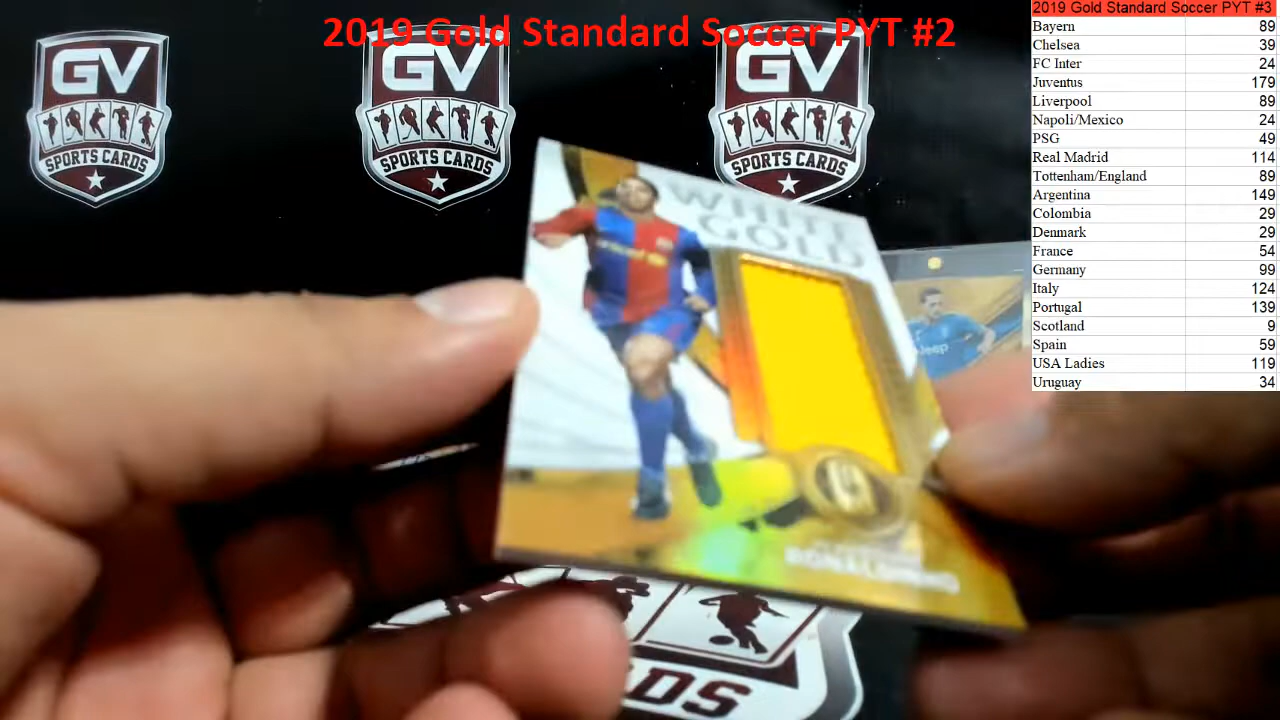 2019 Gold Standard Soccer PYT #2
GV
SPORTS CARDS
GV
SPORTS CARDS
GV
SPORTS CARDS
2019 Gold Standard Soccer PYT #3
Bayern 89
Chelsea 39
FC Inter 24
Juventus 179
Liverpool 89
Napoli/Mexico 24
PSG 49
Real Madrid 114
Tottenham/England 89
Argentina 149
Colombia 29
Denmark 29
France 54
Germany 99
Italy 124
Portugal 139
Scotland 9
Spain 59
USA Ladies 119
Uruguay 34
WHITE
GOLD
Jeep
RONALDINHO
DS